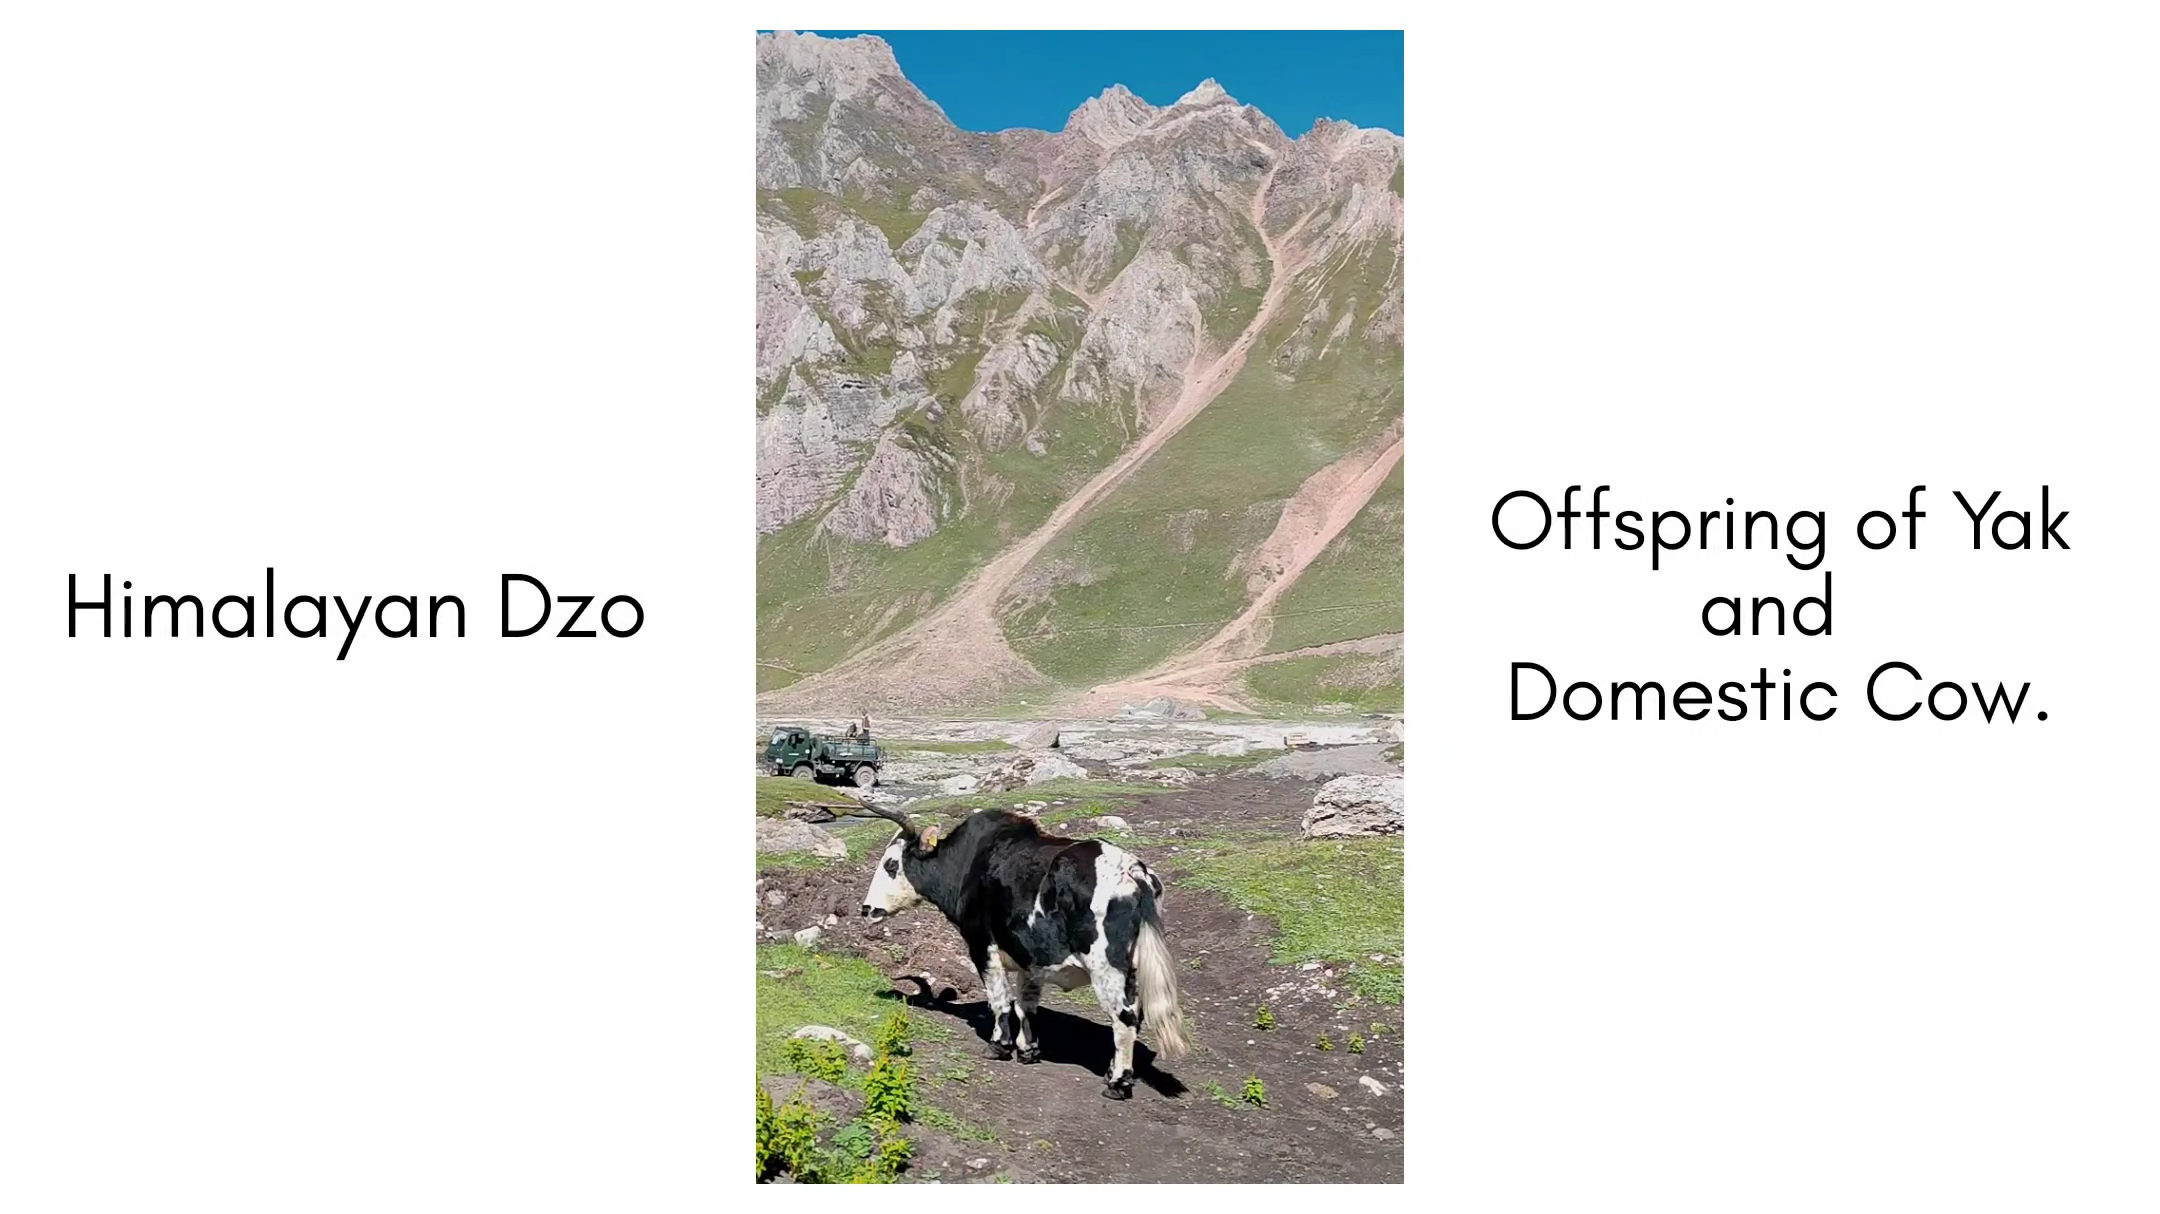 Himalayan Dzo
Offspring of Yak
and
Domestic Cow.